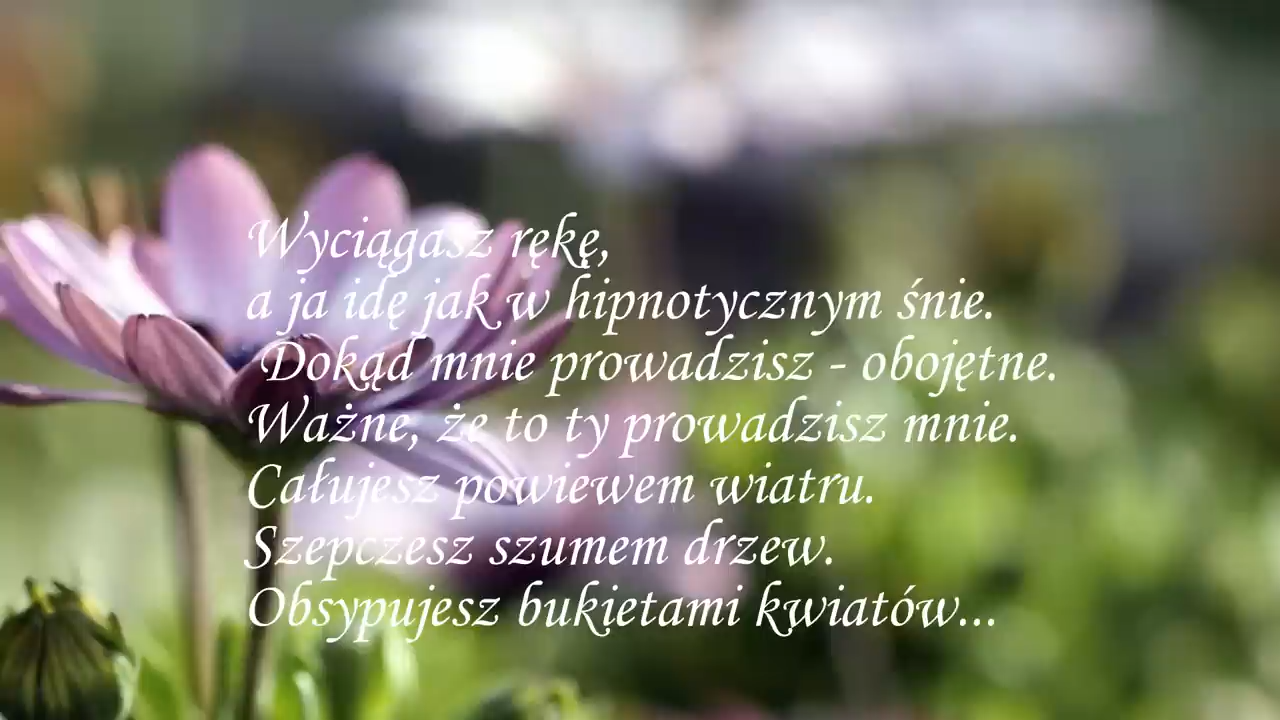 Wyciągasz rękę,
a ja idę jak w hipnotycznym śnie.
Dokąd mnie prowadzisz - obojętne.
Ważne, że to ty prowadzisz mnie.
Całujesz powiewem wiatru.
Szepczesz szumem drzew.
Obsypujesz bukietami kwiatów...